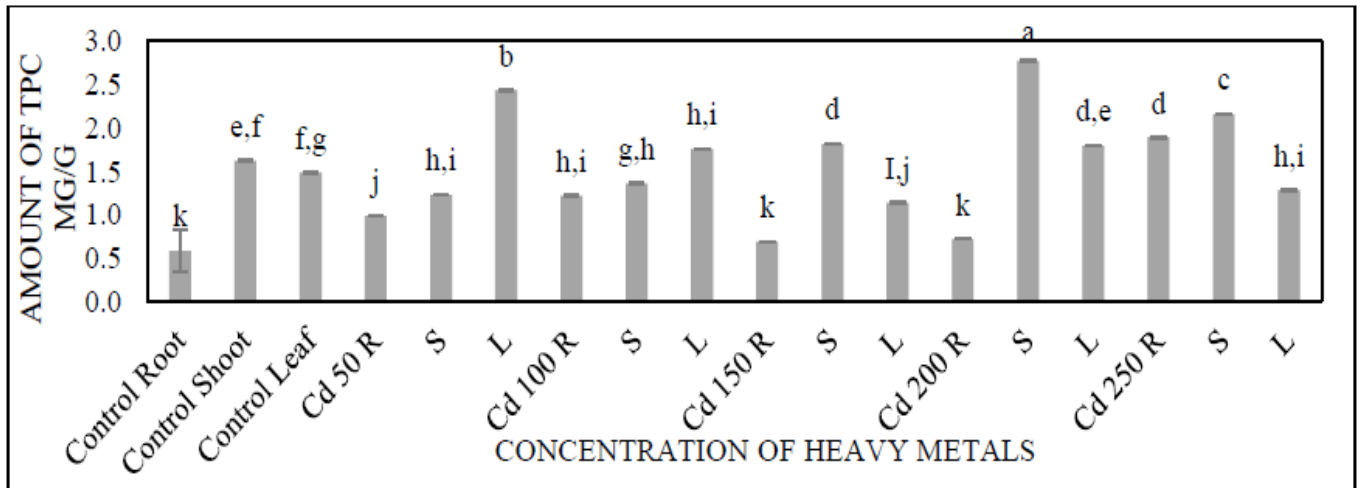 AMOUNT OF TPC
MG/G
3.0
2.5
2.0
1.5
1.0
0.5
0.0
k
e,f
f,g
j
h,i
b
h,i
g,h
h,i
k
d
I,j
k
a
d,e
d
c
h,i
Control Root
Control Shoot
Control Leaf
Cd 50 R
S
L
Cd 100 R
S
L
Cd 150 R
S
L
Cd 200 R
S
L
Cd 250 R
S
L
CONCENTRATION OF HEAVY METALS